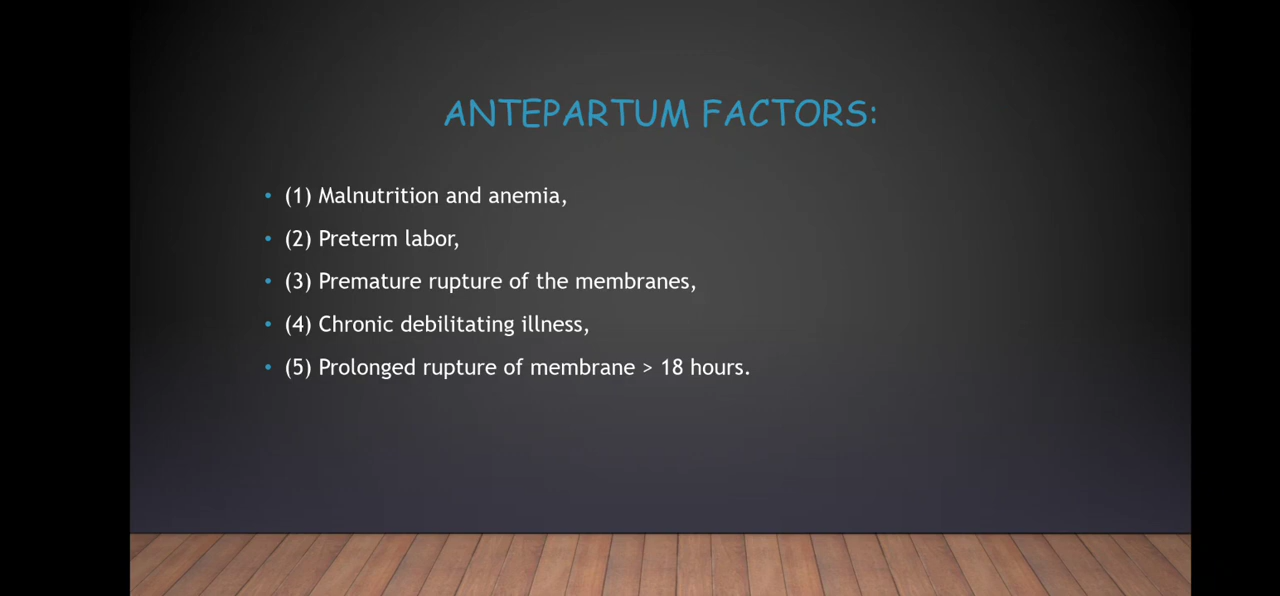 ANTEPARTUM FACTORS:
• (1) Malnutrition and anemia,
• (2) Preterm labor,
• (3) Premature rupture of the membranes,
• (4) Chronic debilitating illness,
• (5) Prolonged rupture of membrane > 18 hours.